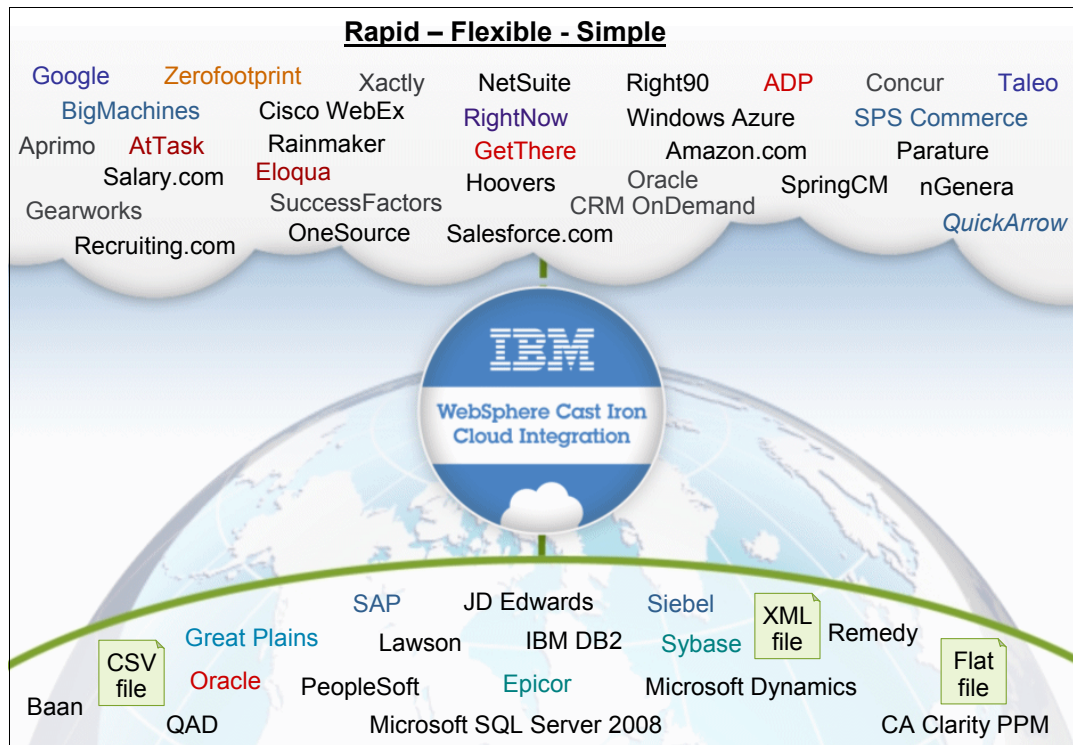 Rapid – Flexible - Simple
Google Zerofootprint Xactly NetSuite Right90 ADP Concur Taleo
BigMachines Cisco WebEx RightNow Windows Azure SPS Commerce
Aprimo AtTask Rainmaker GetThere Amazon.com Parature
Salary.com Eloqua Hoovers Oracle SpringCM nGenera
Gearworks SuccessFactors CRM OnDemand QuickArrow
Recruiting.com OneSource Salesforce.com
IBM
WebSphere Cast Iron
Cloud Integration
SAP JD Edwards Siebel XML
file Remedy
Great Plains Lawson IBM DB2 Sybase
CSV
file Flat
file
Oracle PeopleSoft Epicor Microsoft Dynamics
Baan
QAD Microsoft SQL Server 2008 CA Clarity PPM